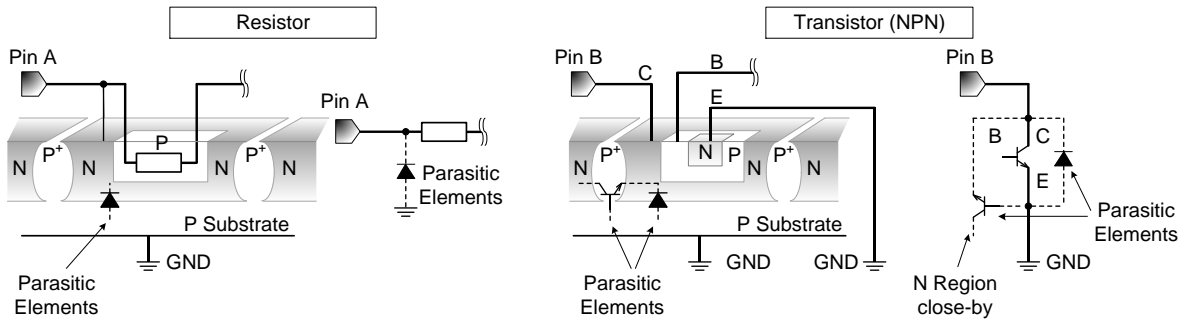 Resistor
Transistor (NPN)
Pin A
Pin A
N
P+
N
P
N
P+
N
Parasitic
Elements
P Substrate
GND
Parasitic
Elements
Pin B
C
B
E
N
P+
N
P
N
P+
N
P Substrate
GND
GND
Parasitic
Elements
Pin B
B
C
E
Parasitic
Elements
GND
N Region
close-by